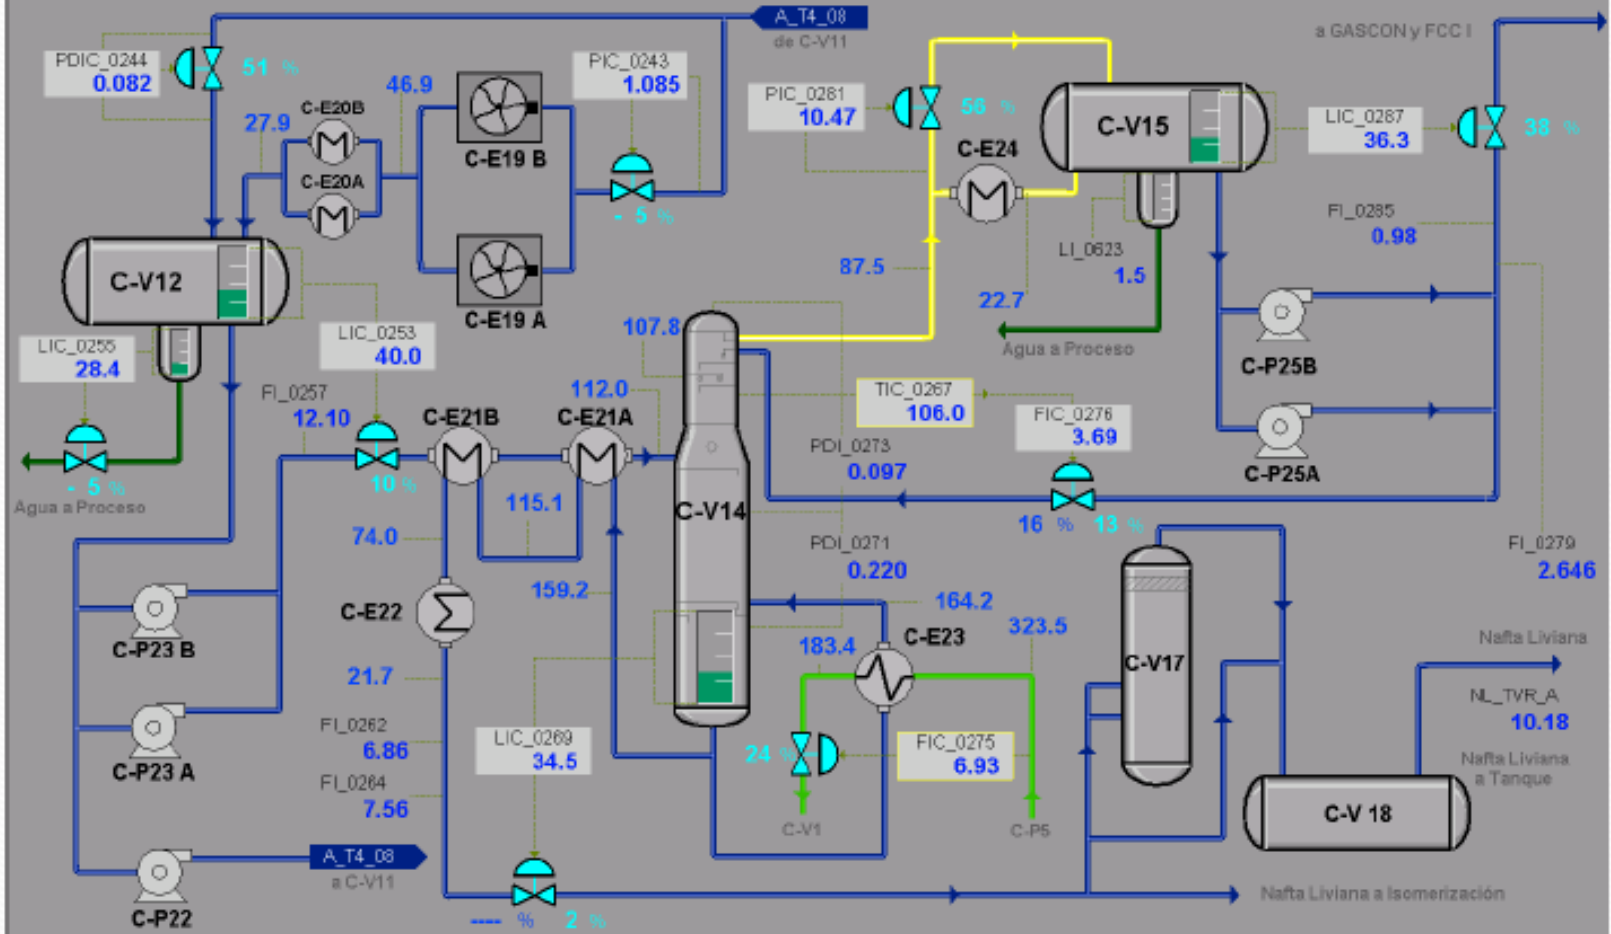 A_T4_08
de C-V11
a GASCON y FCC I
PDIC_0244
0.082
51 %
46.9
PIC_0243
1.085
C-E20B
27.9
C-E20A
C-E19 B
- 5 %
C-E19 A
PIC_0281
10.47
56 %
C-V15
C-E24
LIC_0287
36.3
38 %
FI_0285
0.98
LI_0623
1.5
87.5
22.7
Agua a Proceso
C-V12
LIC_0255
28.4
LIC_0253
40.0
FI_0257
12.10
107.8
112.0
C-P25B
TIC_0267
106.0
FIC_0276
3.69
C-E21B
C-E21A
PDI_0273
0.097
C-P25A
- 5 %
10 %
Agua a Proceso
115.1
C-V14
16 %
13 %
74.0
PDI_0271
0.220
FI_0279
2.646
159.2
164.2
C-E22
C-E23
323.5
183.4
C-P23 B
C-V17
Nafta Liviana
21.7
NL_TVR_A
10.18
FI_0262
6.86
LIC_0269
34.5
24 %
FIC_0275
6.93
C-P23 A
Nafta Liviana
a Tanque
FI_0264
7.56
C-V1
C-P5
C-V 18
A_T4_08
a C-V11
C-P22
---- %
2 %
Nafta Liviana a Isomerización